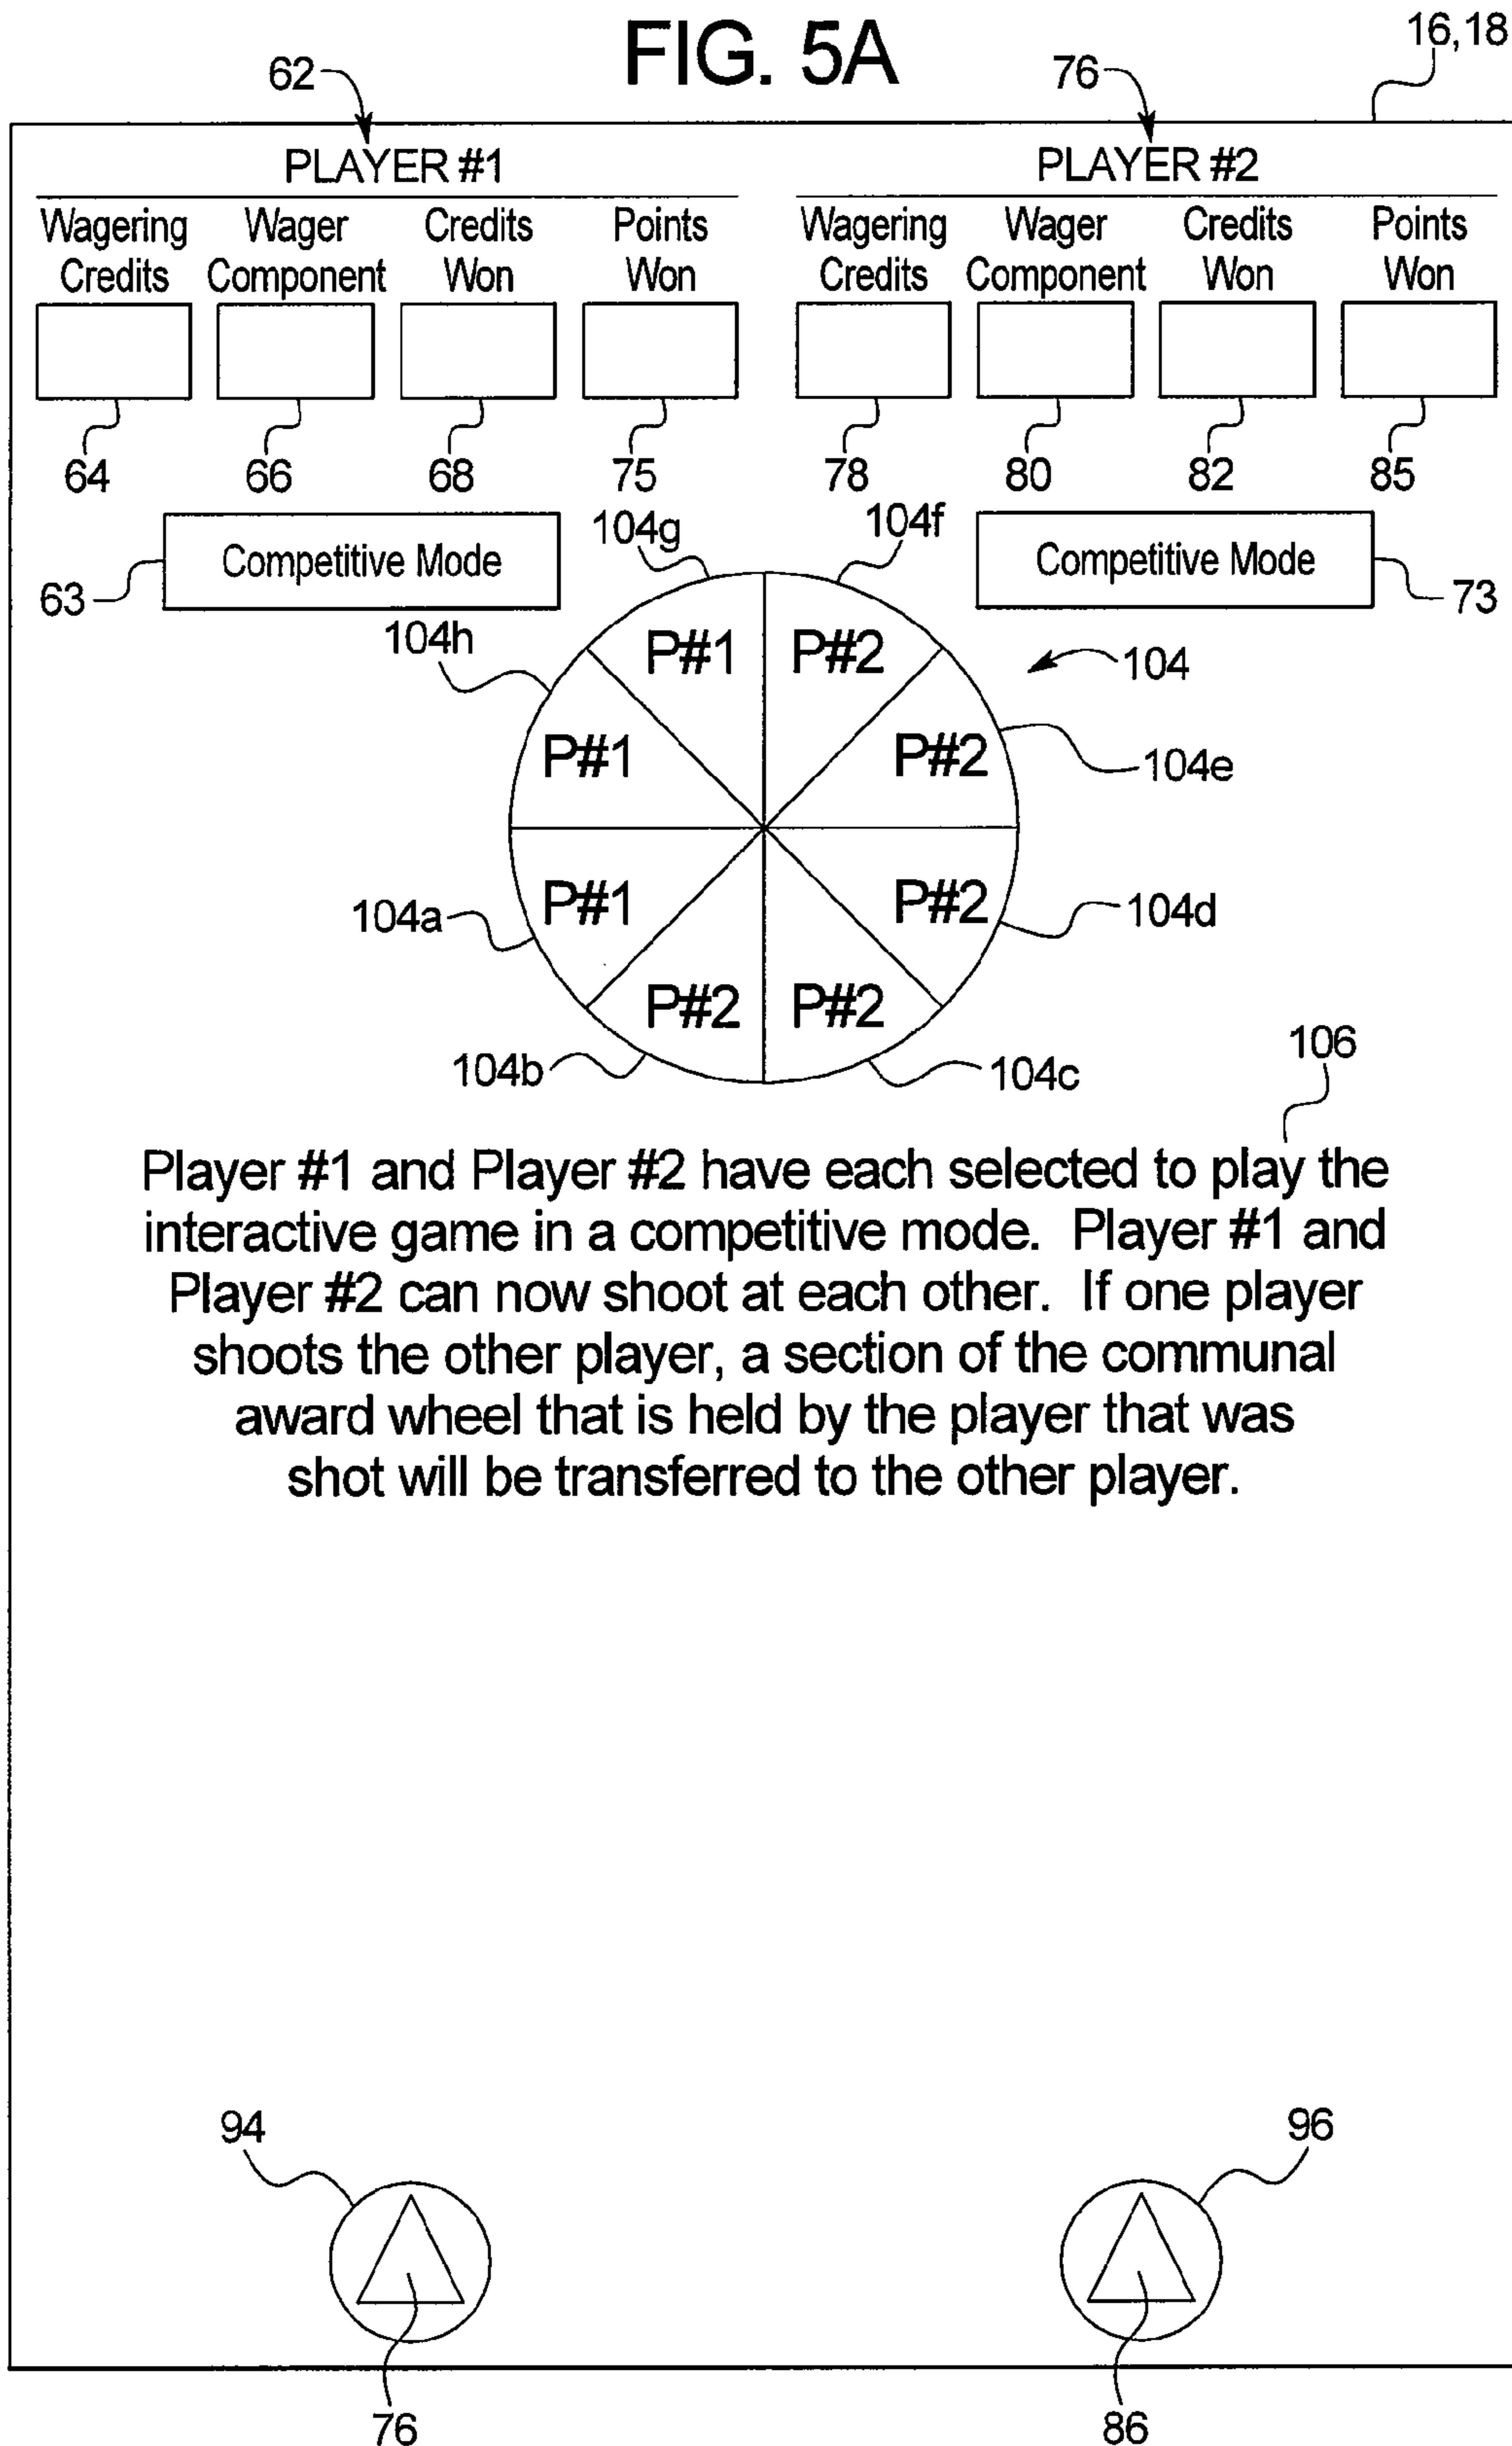 FIG. 5A
16,18
62
76
PLAYER #1
PLAYER #2
Wagering Credits
Wager Component
Credits Won
Points Won
Wagering Credits
Wager Component
Credits Won
Points Won
64
66
68
75
78
80
82
85
Competitive Mode
Competitive Mode
63
73
104g
104f
104h
104
P#1
P#2
P#1
P#2
104e
P#1
P#2
104a
104d
P#2
P#2
104b
104c
106
Player #1 and Player #2 have each selected to play the
interactive game in a competitive mode. Player #1 and
Player #2 can now shoot at each other. If one player
shoots the other player, a section of the communal
award wheel that is held by the player that was
shot will be transferred to the other player.
94
96
76
86